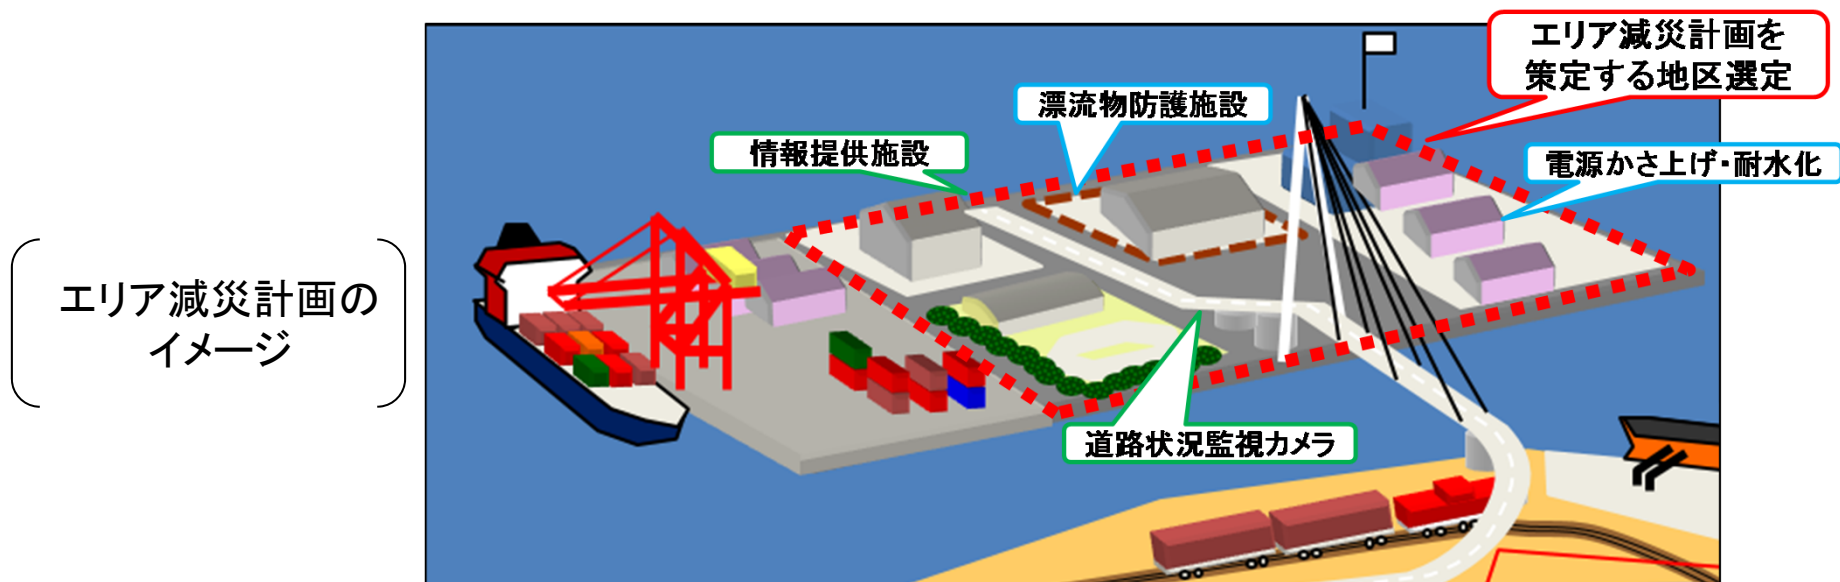 エリア減災計画を
策定する地区選定
漂流物防護施設
情報提供施設
電源かさ上げ・耐水化
エリア減災計画の
イメージ
道路状況監視カメラ